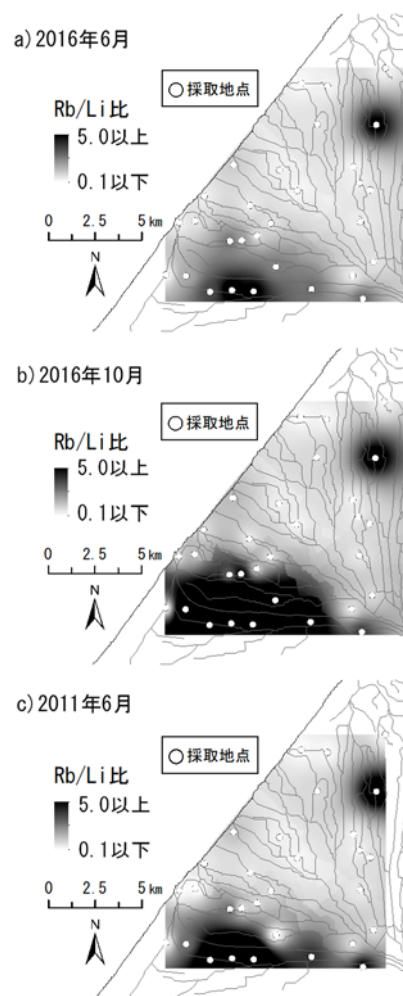 a)2016年6月
○採取地点
Rb/Li比
5.0以上
0.1以下
0 2.5 5 km
N
b)2016年10月
○採取地点
Rb/Li比
5.0以上
0.1以下
0 2.5 5 km
N
c)2011年6月
○採取地点
Rb/Li比
5.0以上
0.1以下
0 2.5 5 km
N